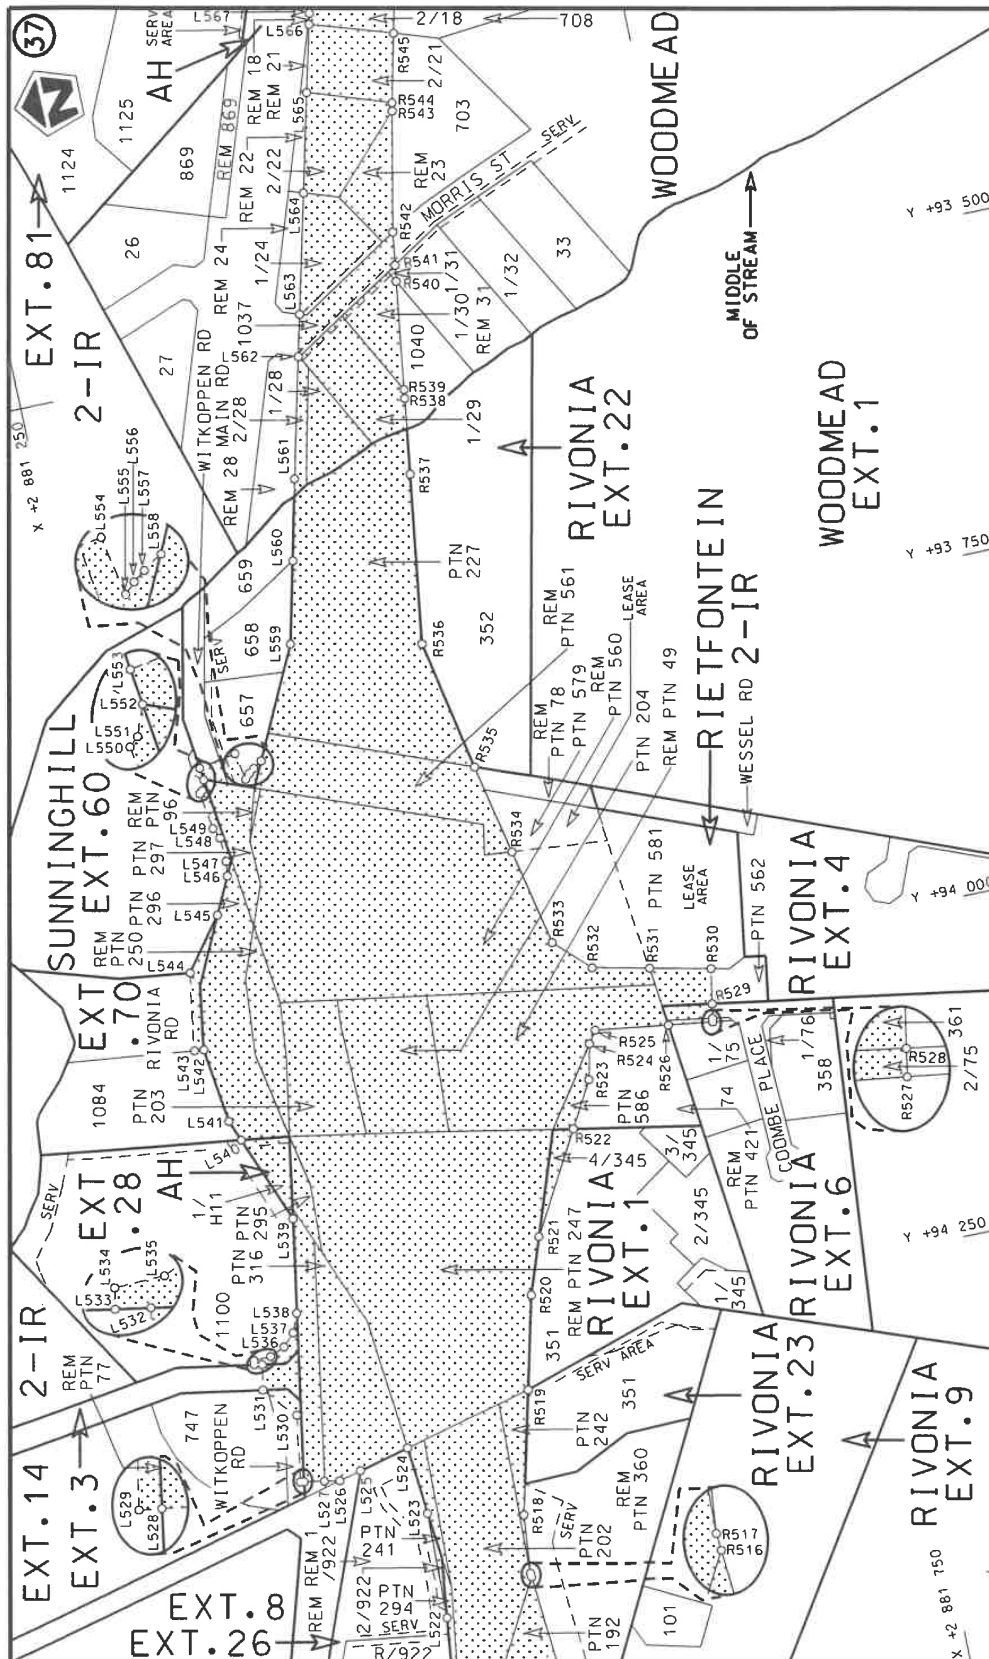 37
L567
L566
SERV
AREA
AH
2/18
708
R545
2/21
REM 18
REM 21
L565
R544
R543
703
WOODMEAD
1125
1124
869
REM 869
REM 22
2/22
REM
23
MORRIS ST
SERV
L564
26
EXT.81
REM 24
1/24
R542
R541
R540
1/31
33
1/32
Y +93 500
MIDDLE
OF STREAM
L563
1037
1/30
REM 31
2-IR
27
WITKOPPEN RD
L562
1040
R539
R538
MAIN RD
1/28
2/28
REM 28
1/29
X +2 881 250
L561
R537
RIVONIA
EXT.22
WOODMEAD
EXT.1
L554
L555
L556
L557
L558
L560
PTN
227
Y +93 750
659
658
SERV
657
L559
R536
352
REM
PTN 561
LEASE
AREA
REM
PTN 560
PTN 579
REM
PTN 78
PTN 204
REM PTN 49
RIETFONTEIN
2-IR
WESSEL RD
L553
L552
L551
L550
SUNNINGHILL
EXT.60
R535
R534
REM
PTN
96
L549
L548
L547
L546
PTN
297
PTN
296
L545
REM
PTN
250
L544
R533
R532
R531
R530
R529
PTN 581
LEASE
AREA
PTN 562
RIVONIA
EXT.4
Y +94 000
EXT
.70
RIVONIA
RD
L543
L542
1084
PTN
203
L541
L540
R525
R524
R523
R526
PTN
586
R522
1/
75
74
COOMBE PLACE
1/76
358
R528
R527
361
2/75
EXT
.28
AH
SERV
1/
H11
PTN
295
PTN
316
L539
4/345
3/
345
REM
PTN 421
2/345
1/
345
RIVONIA
EXT.6
Y +94 250
R521
R520
REM PTN 247
RIVONIA
EXT.1
351
L534
L535
L533
L532
1100
L538
L537
L536
2-IR
REM
PTN
77
SERV AREA
R519
351
RIVONIA
EXT.23
RIVONIA
EXT.9
L531
L530
747
WITKOPPEN
RD
EXT.14
EXT.3
L529
L528
L527
L526
L525
L524
L523
L522
PTN
242
REM
PTN 360
R518
SERV
PTN
202
R517
R516
REM 1
/922
PTN
241
2/922
PTN
294
SERV
R/922
EXT.8
EXT.26
PTN
192
101
X +2 881 750